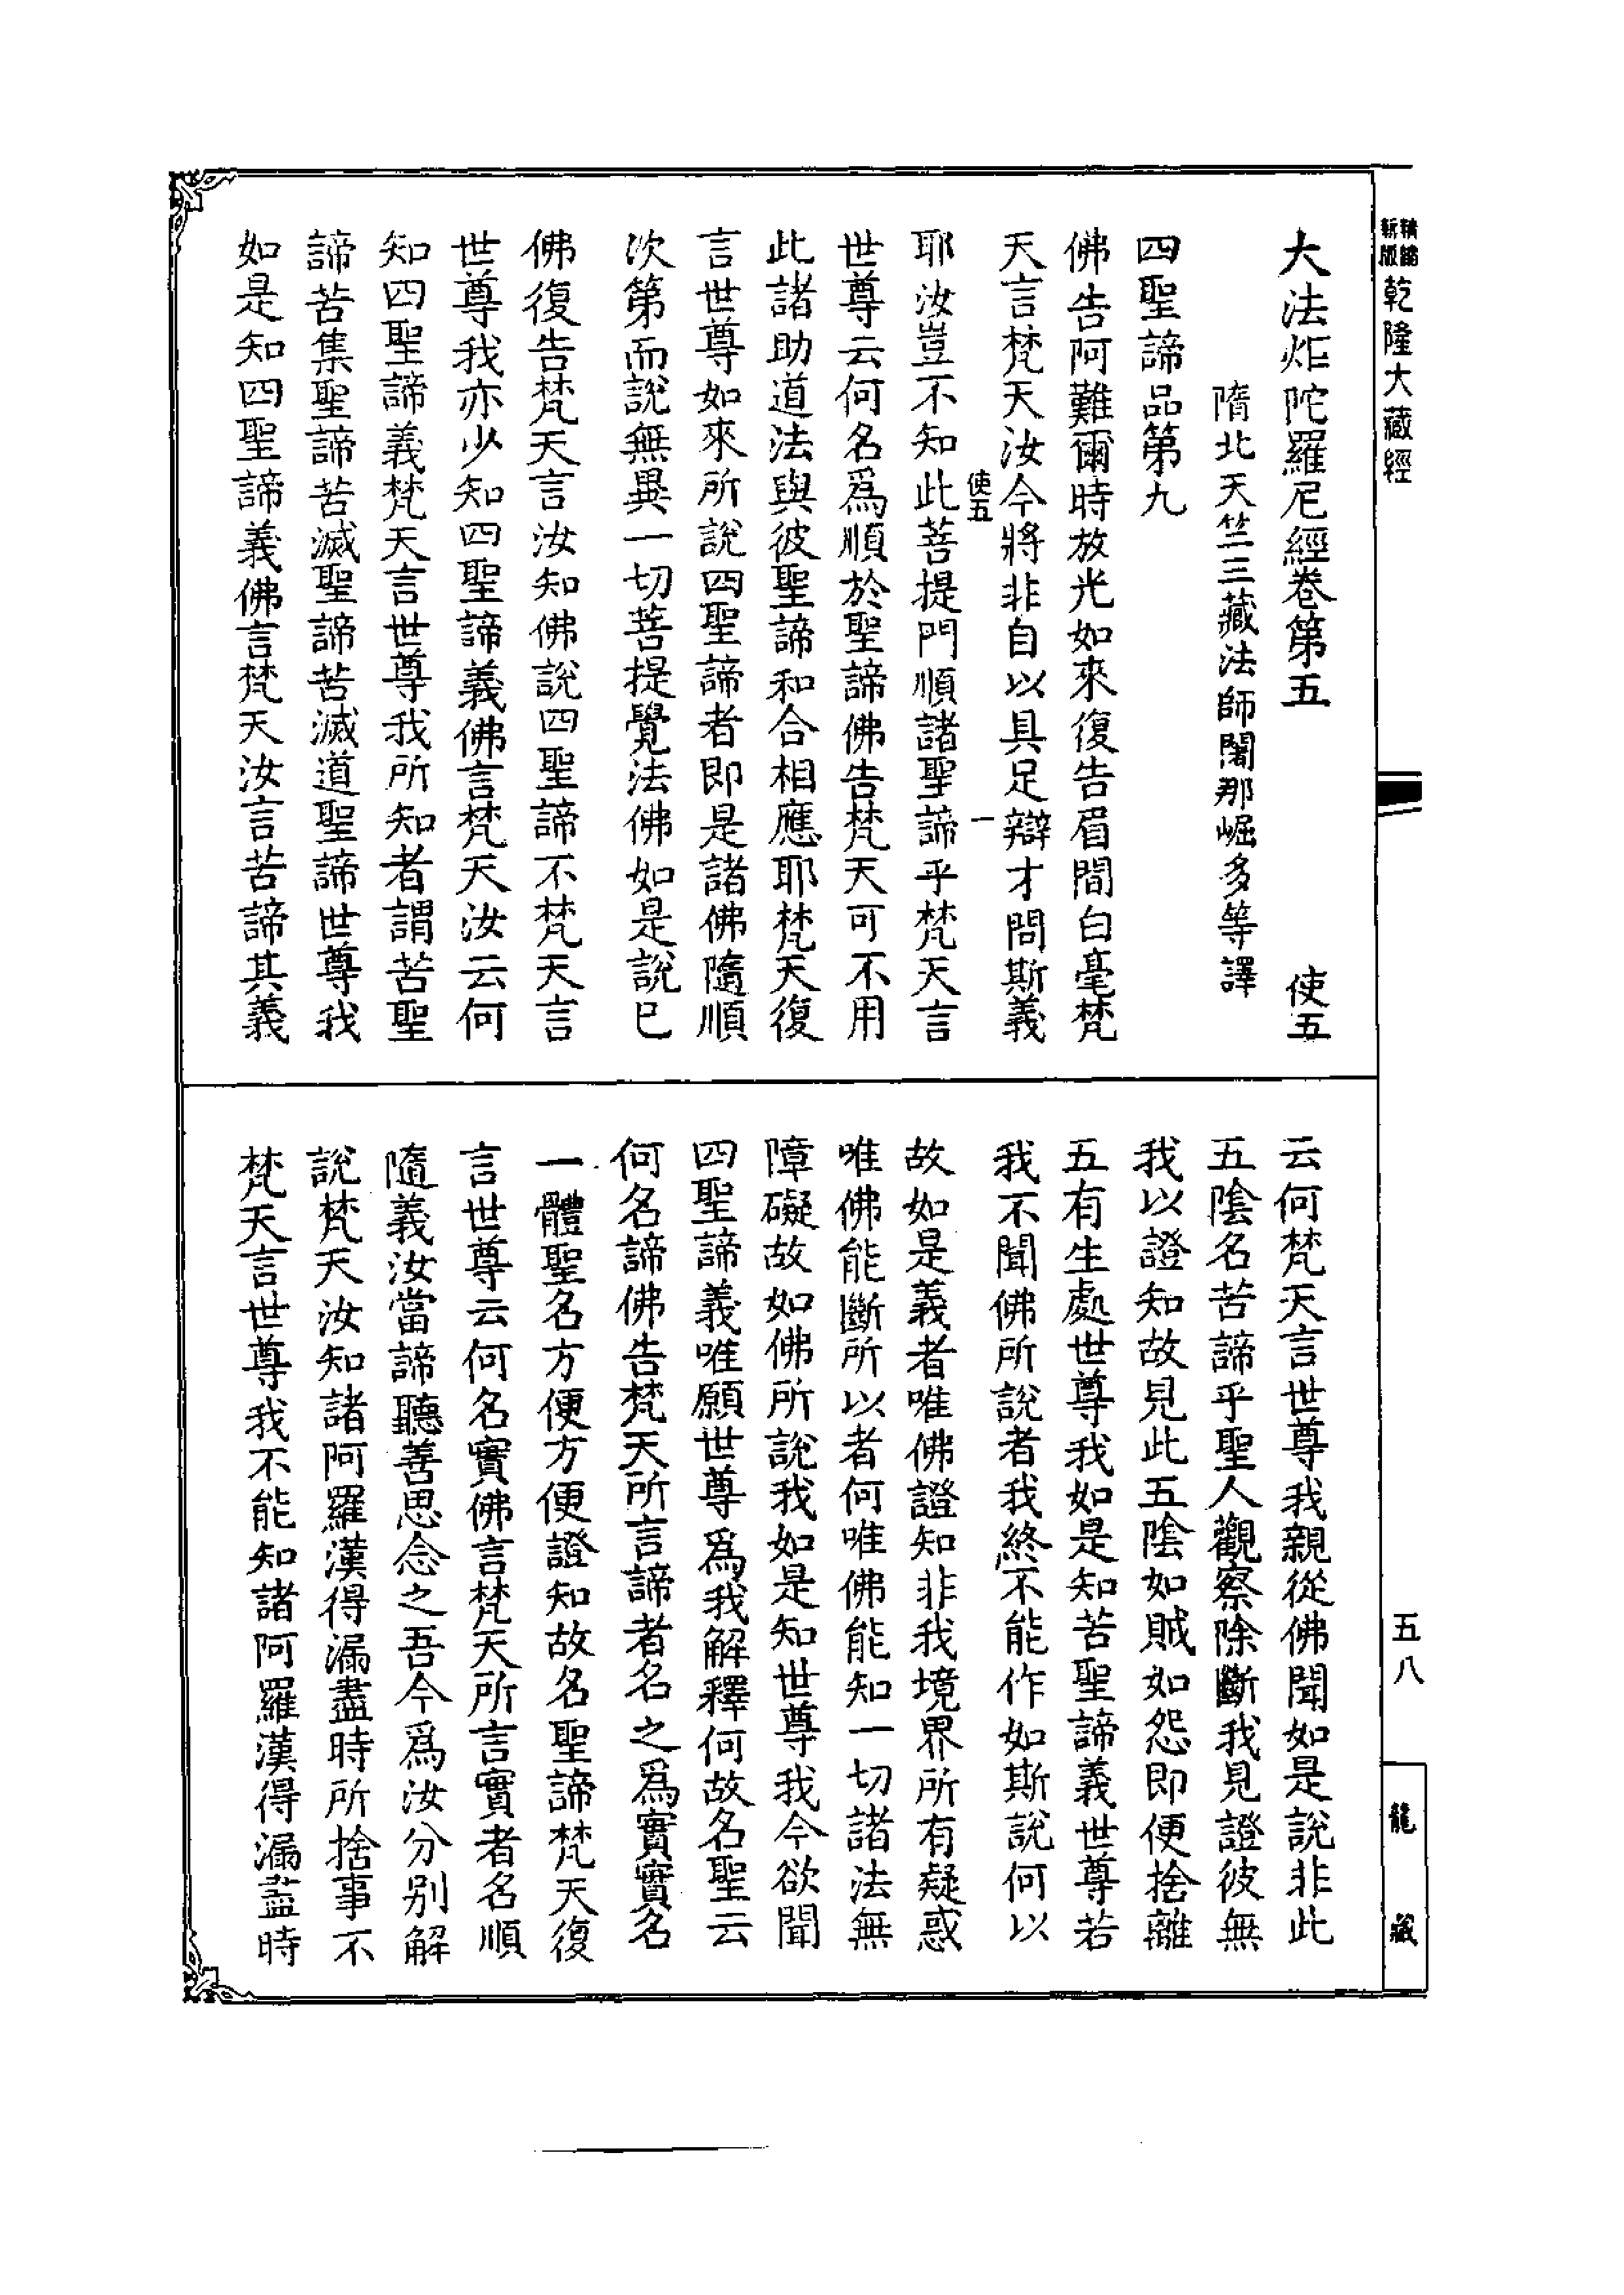 新版
精縮
乾隆大藏經
大法炬陀羅尼經卷第五 使五
隋北天竺三藏法師闍那崛多等譯
四聖諦品第九
佛告阿難爾時放光如來復告眉間白毫梵
天言梵天汝今將非自以具足辯才問斯義
使五 一
耶汝豈不知此菩提門順諸聖諦乎梵天言
世尊云何名爲順於聖諦佛告梵天可不用
此諸助道法與彼聖諦和合相應耶梵天復
言世尊如來所說四聖諦者即是諸佛隨順
次第而說無異一切菩提覺法佛如是說已
佛復告梵天言汝知佛說四聖諦不梵天言
世尊我亦少知四聖諦義佛言梵天汝云何
知四聖諦義梵天言世尊我所知者謂苦聖
諦苦集聖諦苦滅聖諦苦滅道聖諦世尊我
如是知四聖諦義佛言梵天汝言苦諦其義
云何梵天言世尊我親從佛聞如是說非此
五陰名苦諦乎聖人觀察除斷我見證彼無
我以證知故見此五陰如賊如怨即便捨離
五有生處世尊我如是知苦聖諦義世尊若
我不聞佛所說者我終不能作如斯說何以
故如是義者唯佛證知非我境界所有疑惑
唯佛能斷所以者何唯佛能知一切諸法無
障礙故如佛所說我如是知世尊我今欲聞
四聖諦義唯願世尊爲我解釋何故名聖云
何名諦佛告梵天所言諦者名之爲實實名
一體聖名方便方便證知故名聖諦梵天復
言世尊云何名實佛言梵天所言實者名順
隨義汝當諦聽善思念之吾今爲汝分別解
說梵天汝知諸阿羅漢得漏盡時所捨事不
梵天言世尊我不能知諸阿羅漢得漏盡時
五八
龍藏